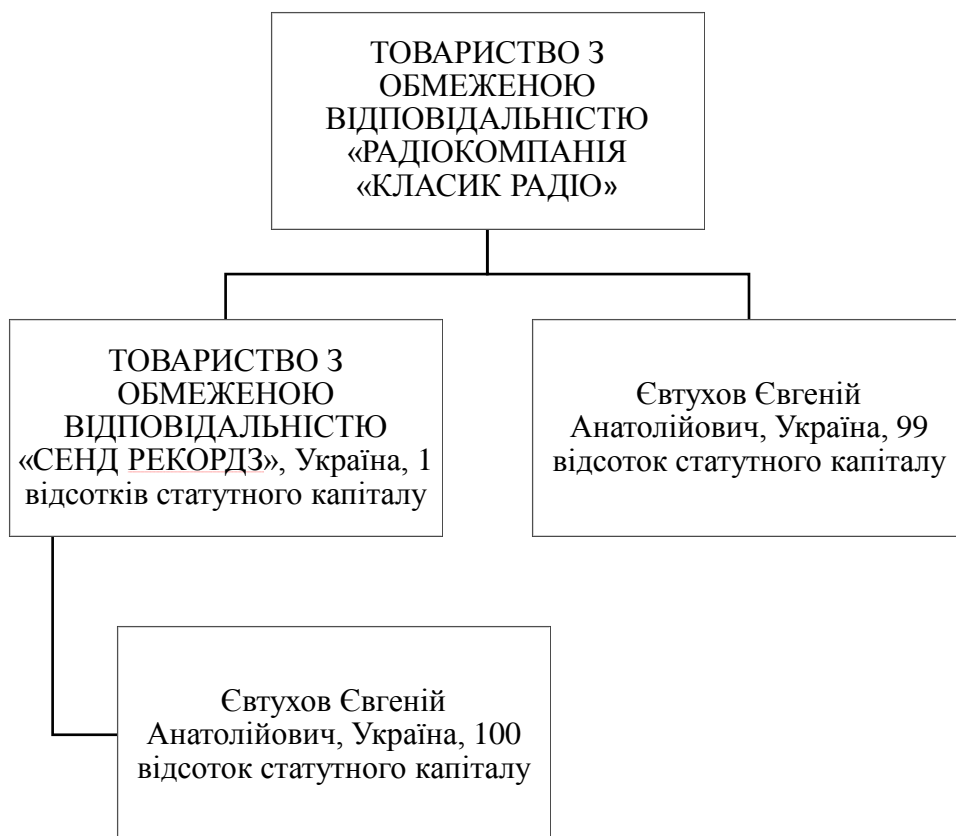 ТОВАРИСТВО З
ОБМЕЖЕНОЮ
ВІДПОВІДАЛЬНІСТЮ
«РАДІОКОМПАНІЯ
«КЛАСИК РАДІО»
ТОВАРИСТВО З
ОБМЕЖЕНОЮ
ВІДПОВІДАЛЬНІСТЮ
«СЕНД РЕКОРДЗ», Україна, 1
відсотків статутного капіталу
Євтухов Євгеній
Анатолійович, Україна, 99
відсоток статутного капіталу
Євтухов Євгеній
Анатолійович, Україна, 100
відсоток статутного капіталу